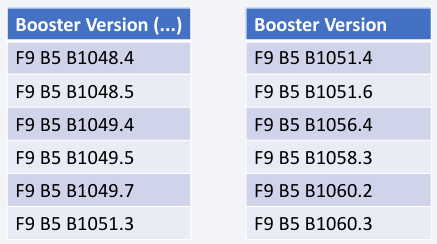 Booster Version (...)
F9 B5 B1048.4
F9 B5 B1048.5
F9 B5 B1049.4
F9 B5 B1049.5
F9 B5 B1049.7
F9 B5 B1051.3
Booster Version
F9 B5 B1051.4
F9 B5 B1051.6
F9 B5 B1056.4
F9 B5 B1058.3
F9 B5 B1060.2
F9 B5 B1060.3